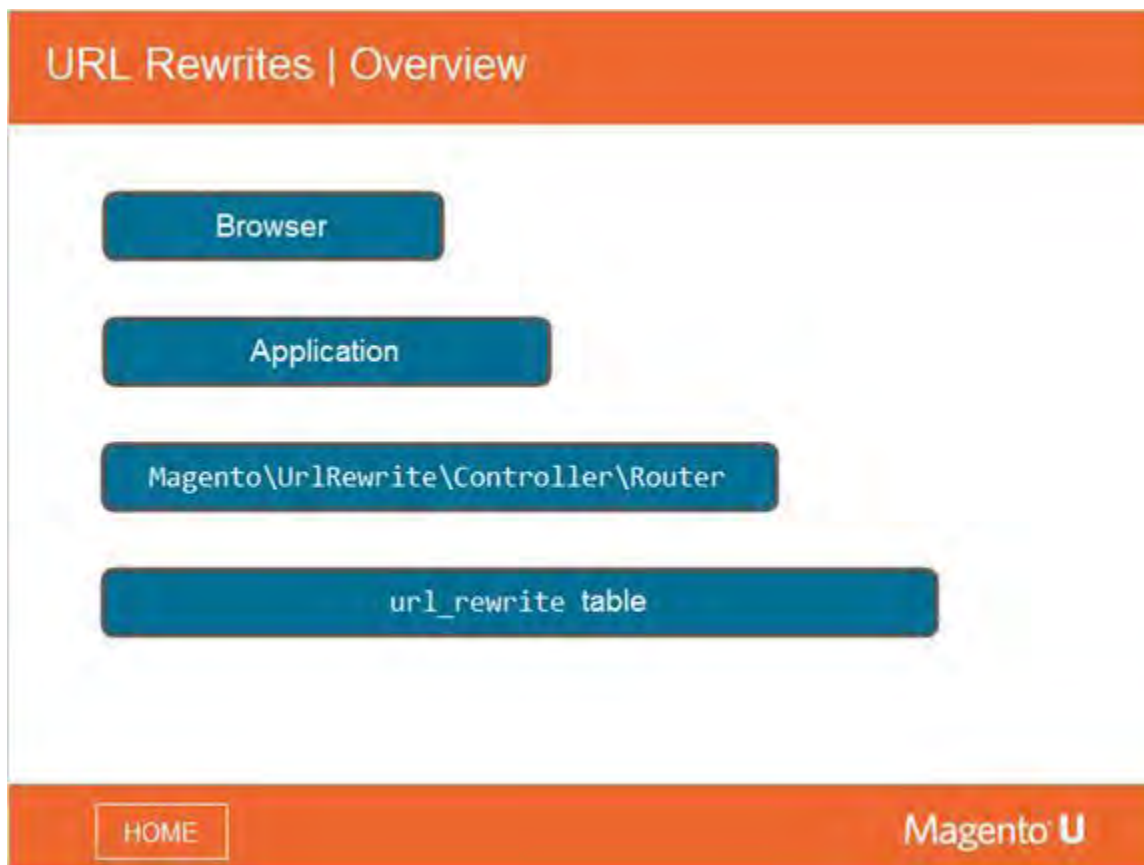 URL Rewrites | Overview
Browser
Application
Magento\UrlRewrite\Controller\Router
url_rewrite table
HOME
Magento U